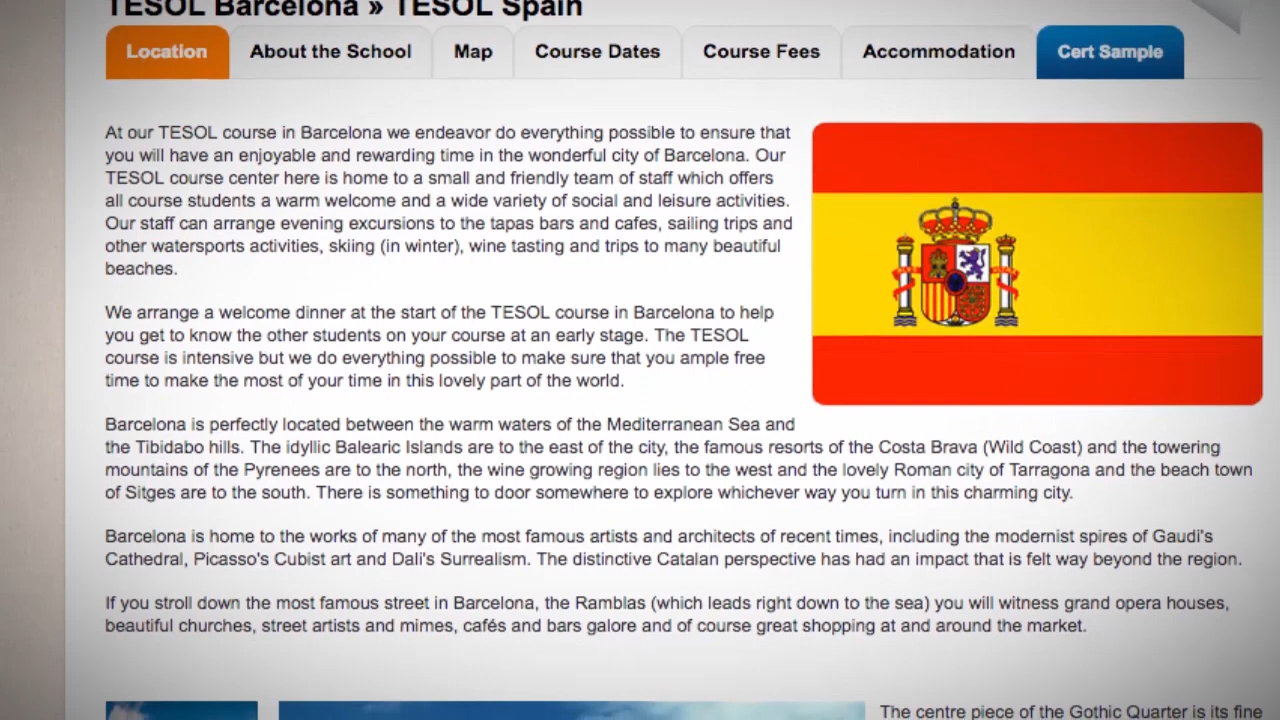 TESOL Barcelona » TESOL Spain
Location
About the School
Map
Course Dates
Course Fees
Accommodation
Cert Sample
At our TESOL course in Barcelona we endeavor do everything possible to ensure that
you will have an enjoyable and rewarding time in the wonderful city of Barcelona. Our
TESOL course center here is home to a small and friendly team of staff which offers
all course students a warm welcome and a wide variety of social and leisure activities.
Our staff can arrange evening excursions to the tapas bars and cafes, sailing trips and
other watersports activities, skiing (in winter), wine tasting and trips to many beautiful
beaches.
We arrange a welcome dinner at the start of the TESOL course in Barcelona to help
you get to know the other students on your course at an early stage. The TESOL
course is intensive but we do everything possible to make sure that you ample free
time to make the most of your time in this lovely part of the world.
Barcelona is perfectly located between the warm waters of the Mediterranean Sea and
the Tibidabo hills. The idyllic Balearic Islands are to the east of the city, the famous resorts of the Costa Brava (Wild Coast) and the towering
mountains of the Pyrenees are to the north, the wine growing region lies to the west and the lovely Roman city of Tarragona and the beach town
of Sitges are to the south. There is something to door somewhere to explore whichever way you turn in this charming city.
Barcelona is home to the works of many of the most famous artists and architects of recent times, including the modernist spires of Gaudi's
Cathedral, Picasso's Cubist art and Dali's Surrealism. The distinctive Catalan perspective has had an impact that is felt way beyond the region.
If you stroll down the most famous street in Barcelona, the Ramblas (which leads right down to the sea) you will witness grand opera houses,
beautiful churches, street artists and mimes, cafés and bars galore and of course great shopping at and around the market.
The centre piece of the Gothic Quarter is its fine